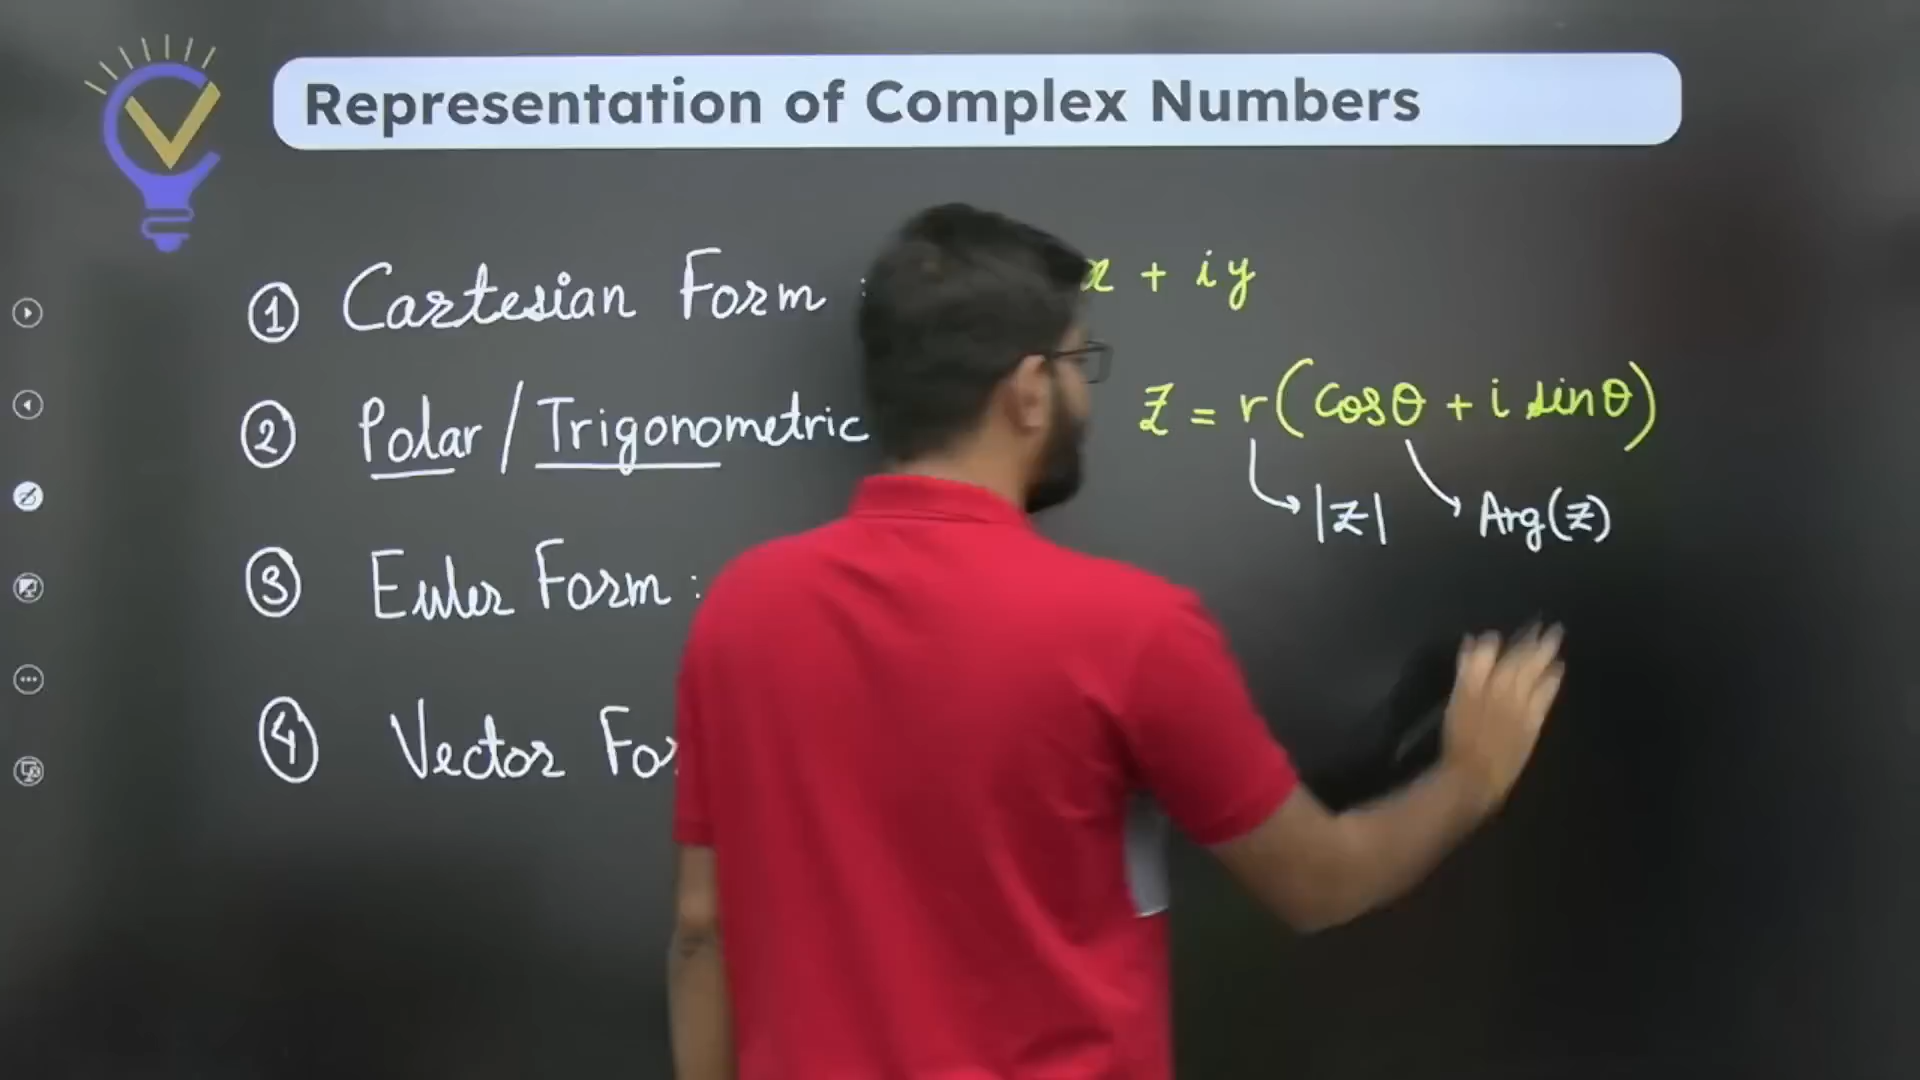 Representation of Complex Numbers
① Cartesian Form : x + iy
② Polar / Trigonometric z = r(cosθ + i sinθ)
|z| Arg(z)
③ Euler Form :
④ Vector For